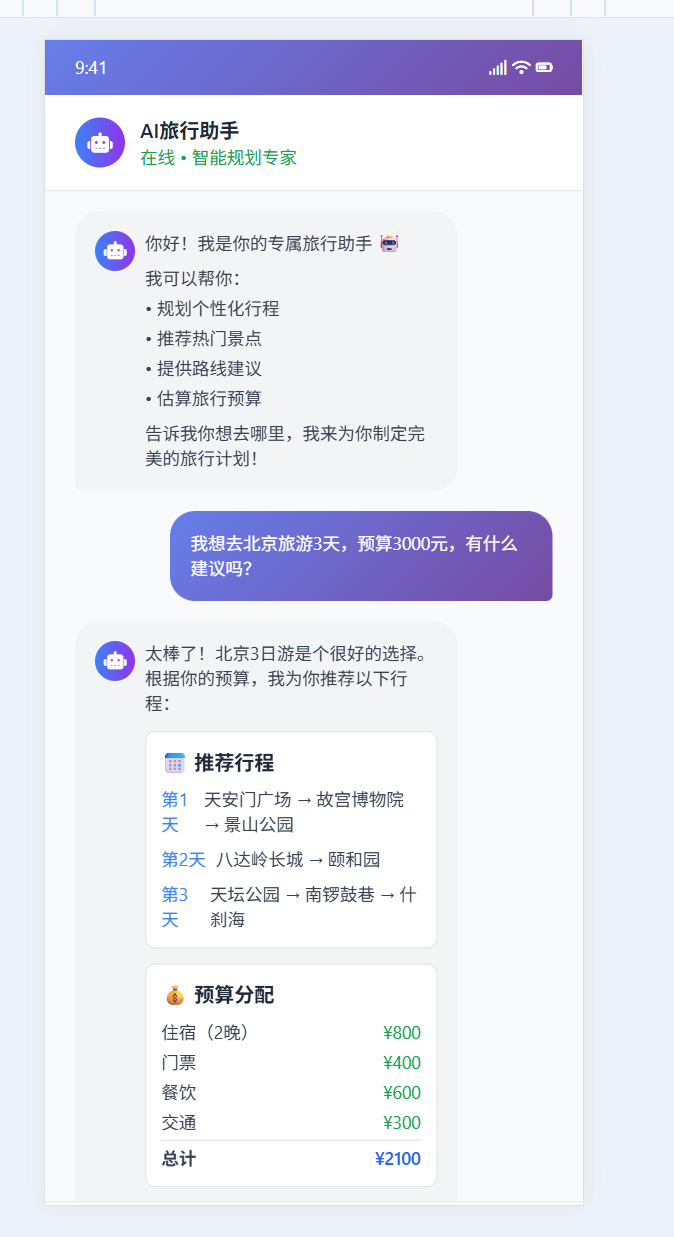 9:41
AI旅行助手
在线 • 智能规划专家
你好！我是你的专属旅行助手 🤖
我可以帮你：
• 规划个性化行程
• 推荐热门景点
• 提供路线建议
• 估算旅行预算
告诉我你想去哪里，我来为你制定完
美的旅行计划！
我想去北京旅游3天，预算3000元，有什么
建议吗？
太棒了！北京3日游是个很好的选择。
根据你的预算，我为你推荐以下行
程：
推荐行程
第1 天安门广场 → 故宫博物院
天 → 景山公园
第2天 八达岭长城 → 颐和园
第3 天坛公园 → 南锣鼓巷 → 什
天 刹海
预算分配
住宿（2晚） ¥800
门票 ¥400
餐饮 ¥600
交通 ¥300
总计 ¥2100